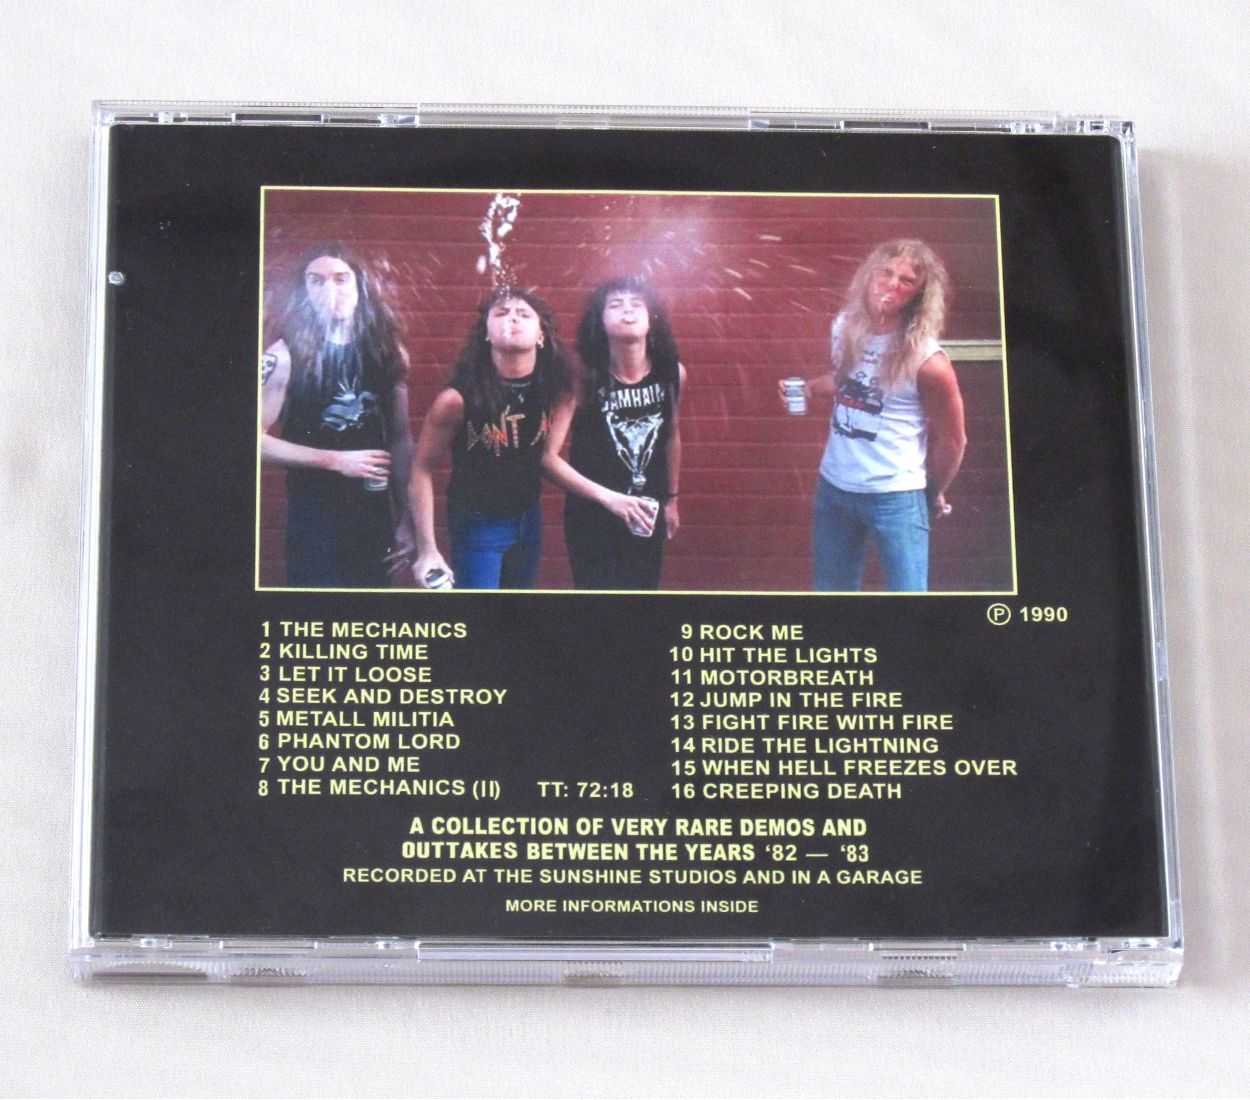 SAMHAIN
Ⓟ 1990
1 THE MECHANICS
2 KILLING TIME
3 LET IT LOOSE
4 SEEK AND DESTROY
5 METALL MILITIA
6 PHANTOM LORD
7 YOU AND ME
8 THE MECHANICS (II) TT: 72:18
9 ROCK ME
10 HIT THE LIGHTS
11 MOTORBREATH
12 JUMP IN THE FIRE
13 FIGHT FIRE WITH FIRE
14 RIDE THE LIGHTNING
15 WHEN HELL FREEZES OVER
16 CREEPING DEATH
A COLLECTION OF VERY RARE DEMOS AND
OUTTAKES BETWEEN THE YEARS ‘82 — ‘83
RECORDED AT THE SUNSHINE STUDIOS AND IN A GARAGE
MORE INFORMATIONS INSIDE